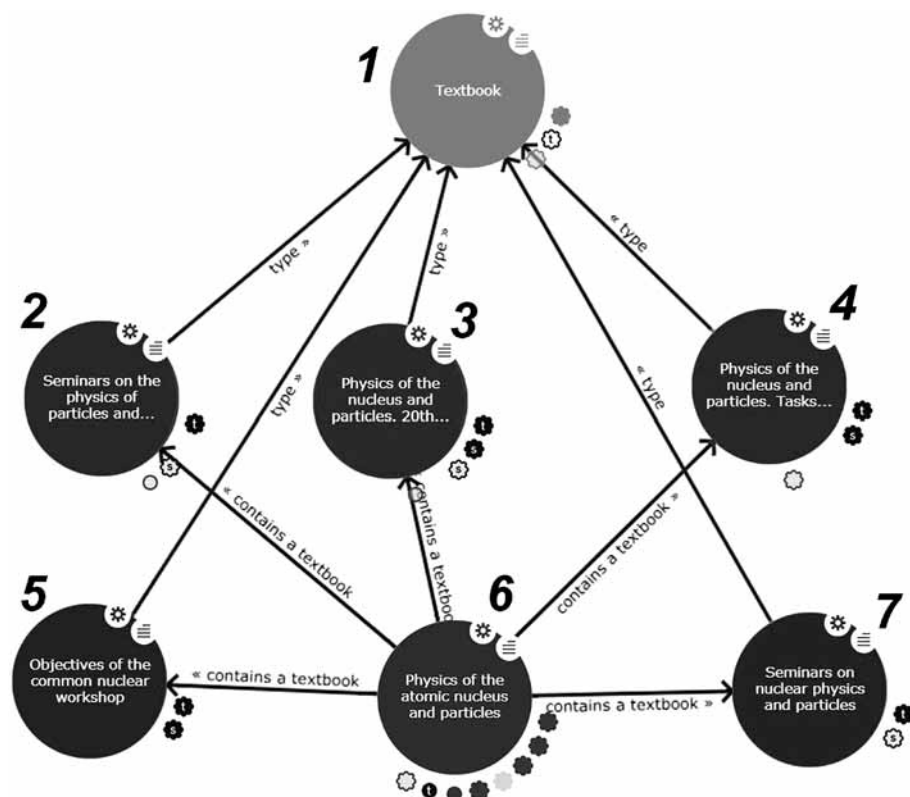 1
Textbook
type »
type »
« type
2
3
4
Seminars on the
physics of
particles and...
Physics of the
nucleus and
particles. 20th...
Physics of the
nucleus and
particles. Tasks...
t
s
t
s
s
t
s
type »
« type
« contains a textbook
contains a textbook
contains a textbook »
5
6
7
Objectives of the
common nuclear
workshop
« contains a textbook
Physics of the
atomic nucleus
and particles
contains a textbook »
Seminars on
nuclear physics
and particles
t
s
t
t
s
t